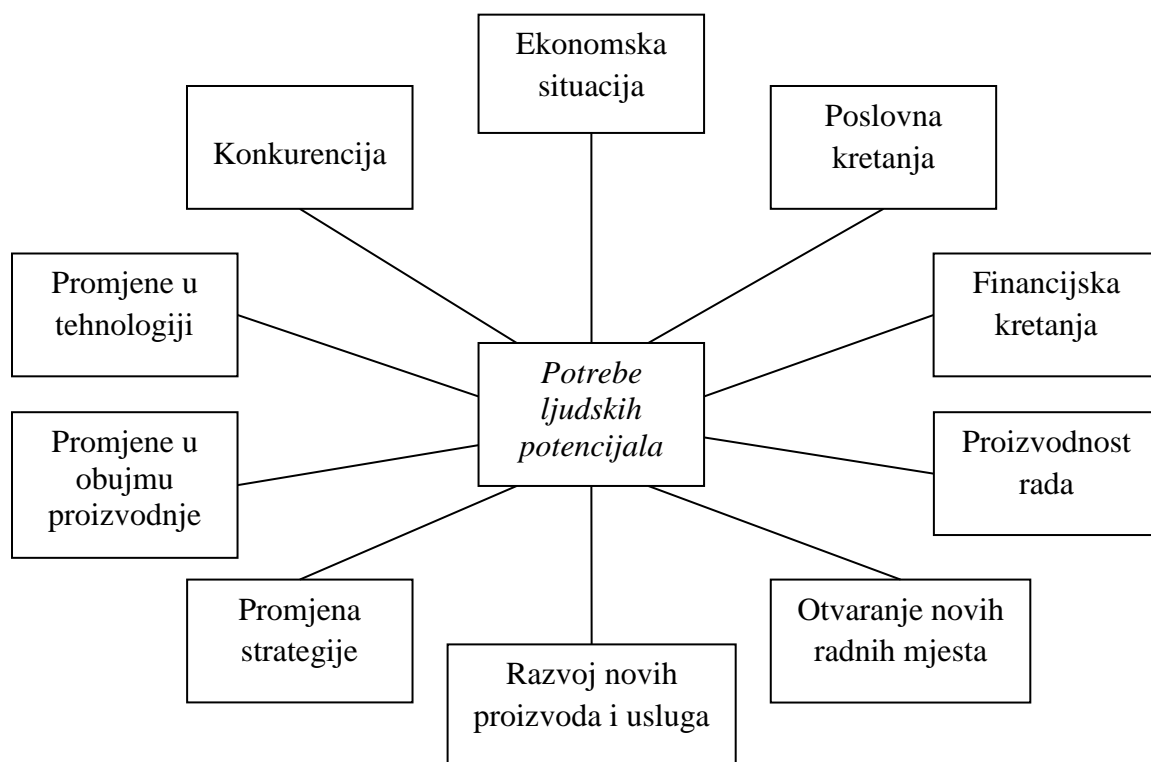 Ekonomska
situacija
Konkurencija
Poslovna
kretanja
Promjene u
tehnologiji
Financijska
kretanja
Potrebe
ljudskih
potencijala
Promjene u
obujmu
proizvodnje
Proizvodnost
rada
Promjena
strategije
Otvaranje novih
radnih mjesta
Razvoj novih
proizvoda i usluga